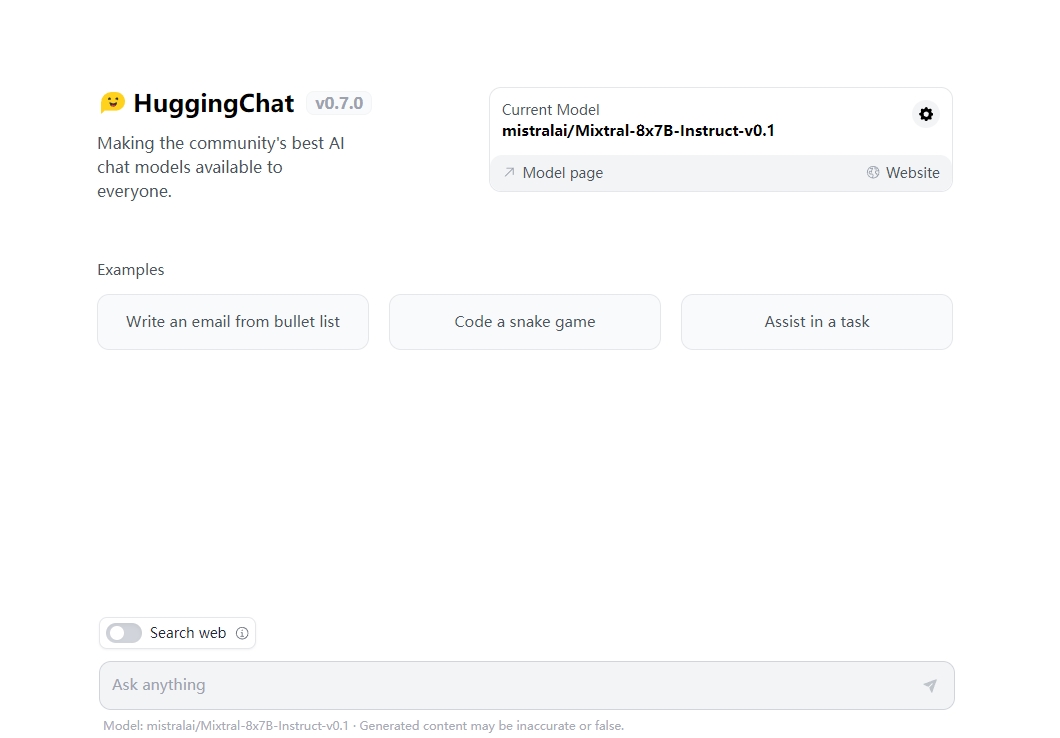 HuggingChat v0.7.0
Making the community's best AI
chat models available to
everyone.
Current Model
mistralai/Mixtral-8x7B-Instruct-v0.1
Model page
Website
Examples
Write an email from bullet list
Code a snake game
Assist in a task
Search web
Ask anything
Model: mistralai/Mixtral-8x7B-Instruct-v0.1 · Generated content may be inaccurate or false.